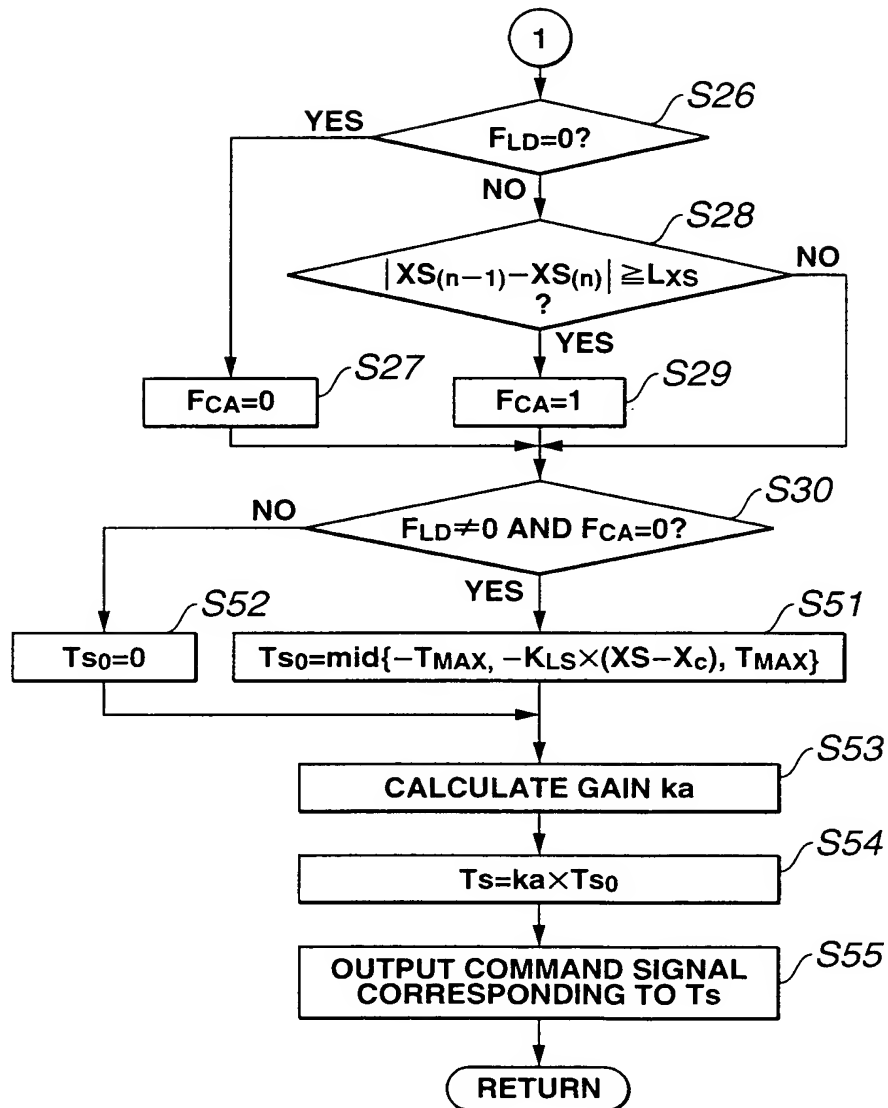 1
S26
YES
FLD=0?
NO
S28
NO
|XS(n−1)−XS(n)|≧LXS
?
YES
S27
S29
FCA=0
FCA=1
S30
NO
FLD≠0 AND FCA=0?
YES
S52
S51
Ts0=0
Ts0=mid{−TMAX, −KLS×(XS−Xc), TMAX}
S53
CALCULATE GAIN ka
S54
Ts=ka×Ts0
S55
OUTPUT COMMAND SIGNAL
CORRESPONDING TO Ts
RETURN